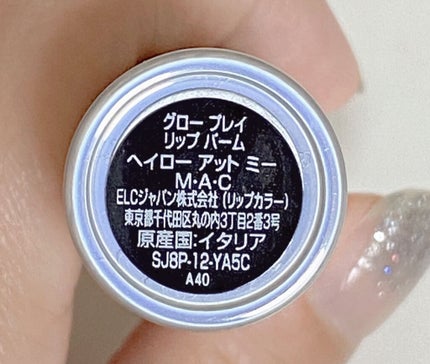 グロー プレイ
リップ バーム
ヘイロー アット ミー
M・A・C
ELCジャパン株式会社 (リップカラー)
東京都千代田区丸の内3丁目2番3号
原産国:イタリア
SJ8P-12-YA5C
A40